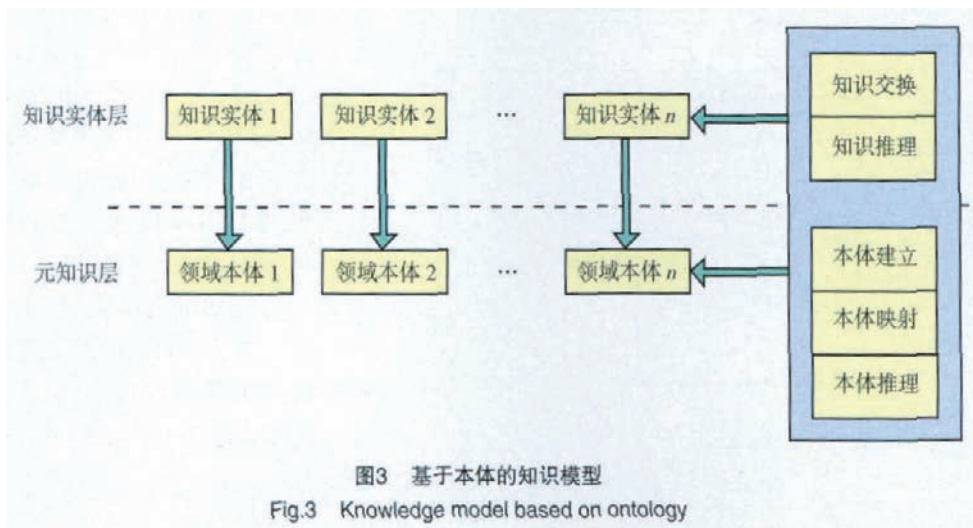 知识交换
知识实体层 知识实体 1 知识实体 2 … 知识实体 n
知识推理
元知识层 领域本体 1 领域本体 2 … 领域本体 n
本体建立
本体映射
本体推理
图3 基于本体的知识模型
Fig.3 Knowledge model based on ontology